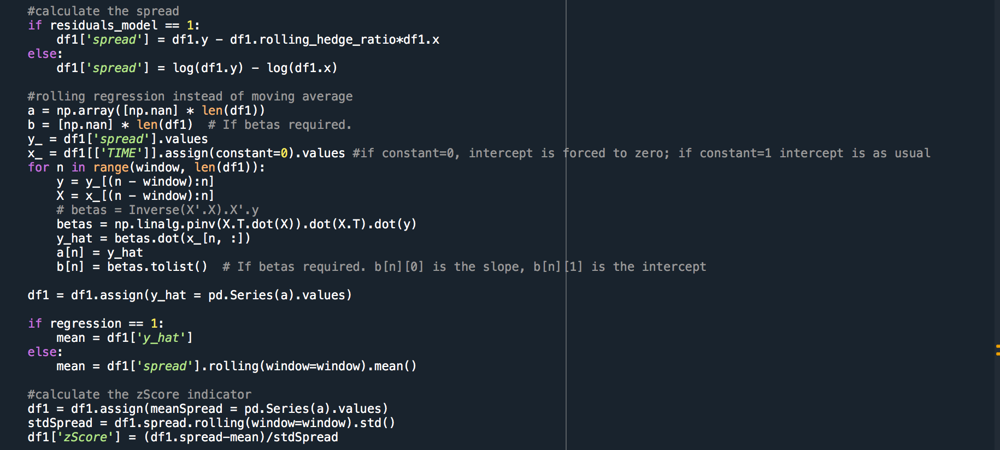 #calculate the spread
if residuals_model == 1:
    df1['spread'] = df1.y - df1.rolling_hedge_ratio*df1.x
else:
    df1['spread'] = log(df1.y) - log(df1.x)

#rolling regression instead of moving average
a = np.array([np.nan] * len(df1))
b = [np.nan] * len(df1)  # If betas required.
y_ = df1['spread'].values
x_ = df1[['TIME']].assign(constant=0).values #if constant=0, intercept is forced to zero; if constant=1 intercept is as usual
for n in range(window, len(df1)):
    y = y_[(n - window):n]
    X = x_[(n - window):n]
    # betas = Inverse(X'.X).X'.y
    betas = np.linalg.pinv(X.T.dot(X)).dot(X.T).dot(y)
    y_hat = betas.dot(x_[n, :])
    a[n] = y_hat
    b[n] = betas.tolist()  # If betas required. b[n][0] is the slope, b[n][1] is the intercept

df1 = df1.assign(y_hat = pd.Series(a).values)

if regression == 1:
    mean = df1['y_hat']
else:
    mean = df1['spread'].rolling(window=window).mean()

#calculate the zScore indicator
df1 = df1.assign(meanSpread = pd.Series(a).values)
stdSpread = df1.spread.rolling(window=window).std()
df1['zScore'] = (df1.spread-mean)/stdSpread